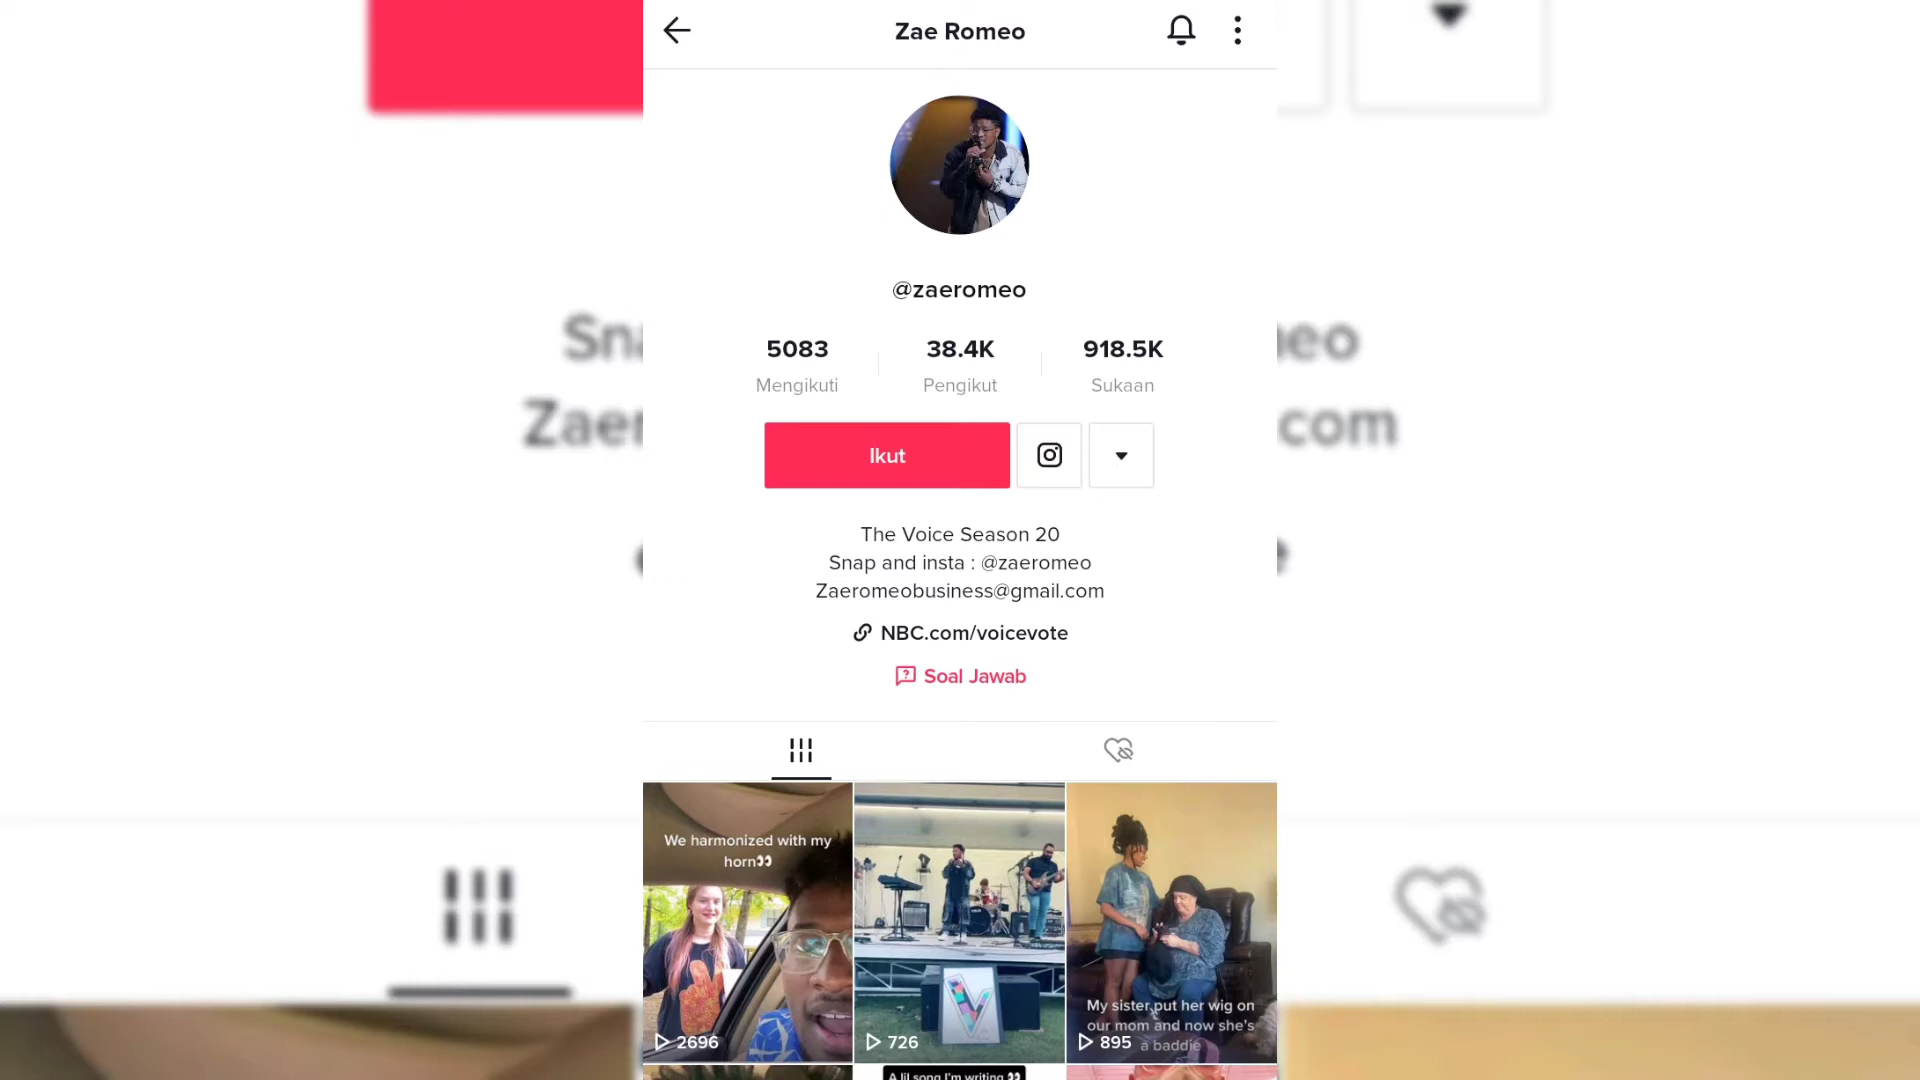 Zae Romeo
@zaeromeo
5083
38.4K
918.5K
Mengikuti
Pengikut
Sukaan
Ikut
The Voice Season 20
Snap and insta : @zaeromeo
Zaeromeobusiness@gmail.com
NBC.com/voicevote
Soal Jawab
We harmonized with my
horn👀
2696
726
My sister put her wig on
our mom and now she's
a baddie
895
A lil song I'm writing 👀